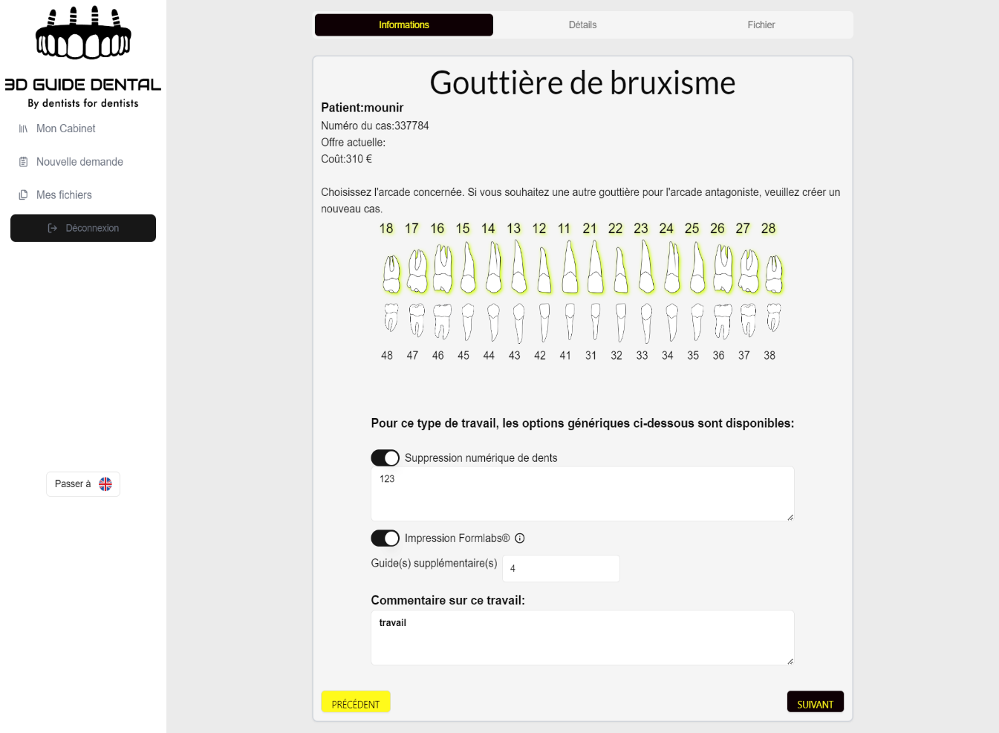 3D GUIDE DENTAL
By dentists for dentists
Mon Cabinet
Nouvelle demande
Mes fichiers
Déconnexion
Passer à
Informations
Détails
Fichier
Gouttière de bruxisme
Patient:mounir
Numéro du cas:337784
Offre actuelle:
Coût:310 €
Choisissez l'arcade concernée. Si vous souhaitez une autre gouttière pour l'arcade antagoniste, veuillez créer un
nouveau cas.
18 17 16 15 14 13 12 11 21 22 23 24 25 26 27 28
48 47 46 45 44 43 42 41 31 32 33 34 35 36 37 38
Pour ce type de travail, les options génériques ci-dessous sont disponibles:
Suppression numérique de dents
123
Impression Formlabs®
Guide(s) supplémentaire(s)
4
Commentaire sur ce travail:
travail
PRÉCÉDENT
SUIVANT